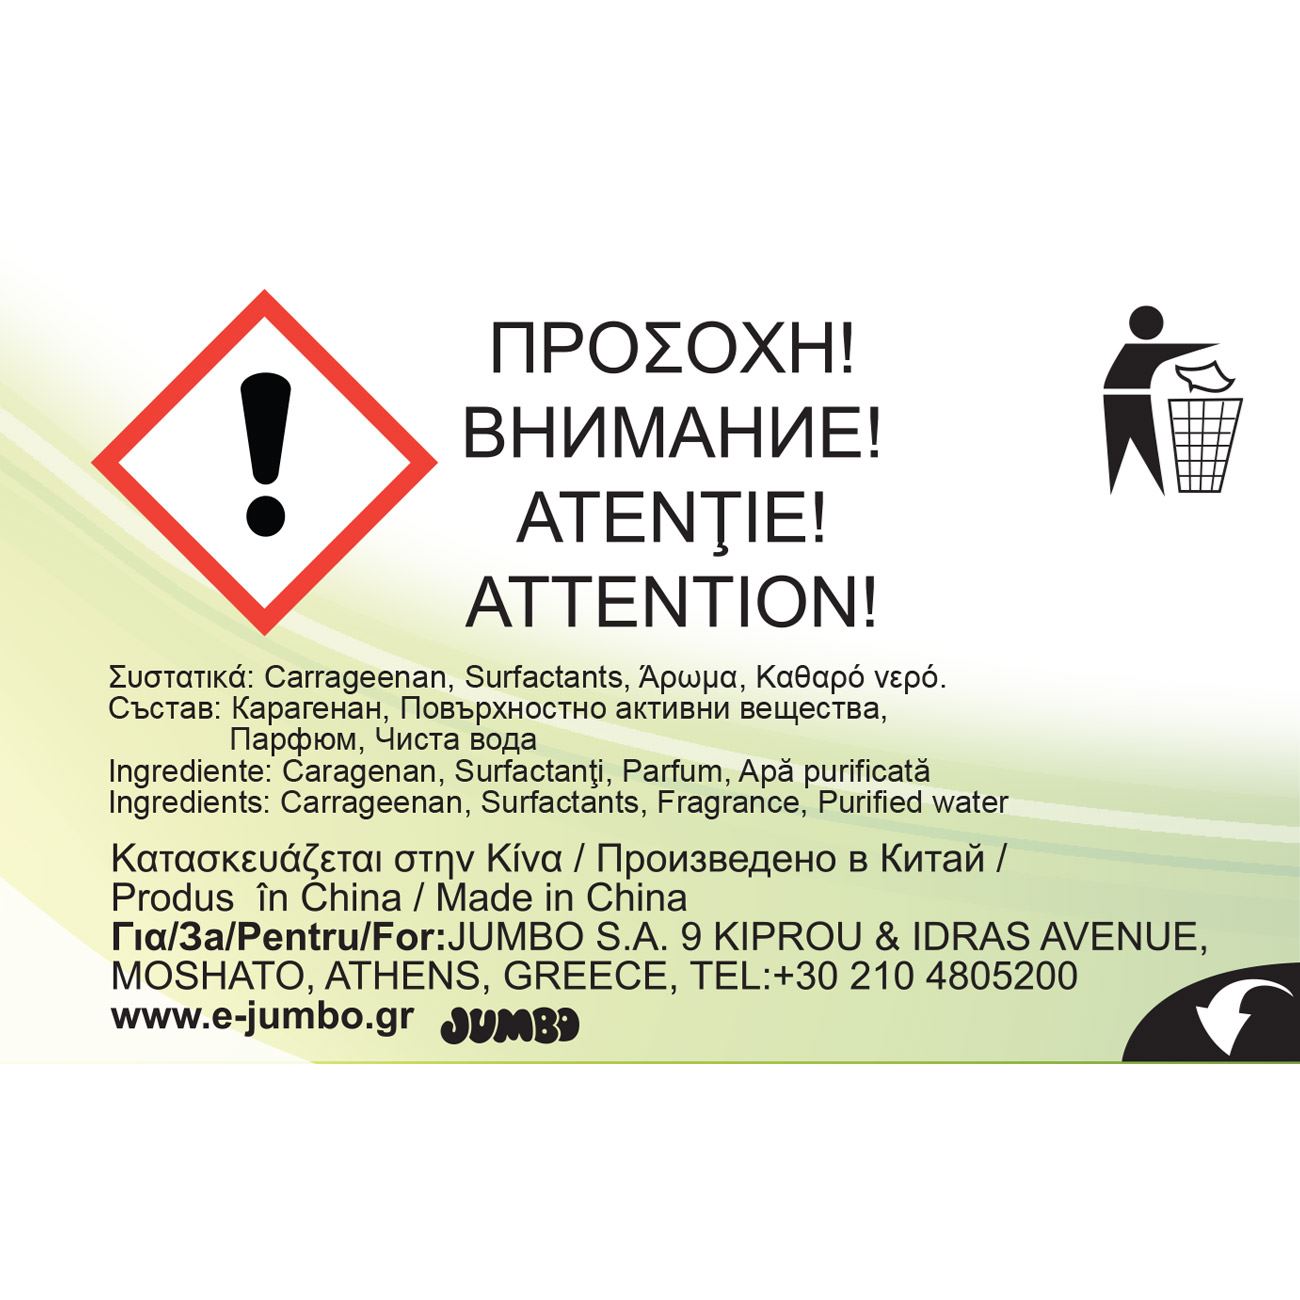 ΠΡΟΣΟΧΗ!
ВНИМАНИЕ!
ATENŢIE!
ATTENTION!
Συστατικά: Carrageenan, Surfactants, Άρωμα, Καθαρό νερό.
Състав: Карагенан, Повърхностно активни вещества,
Парфюм, Чиста вода
Ingrediente: Caragenan, Surfactanţi, Parfum, Apă purificată
Ingredients: Carrageenan, Surfactants, Fragrance, Purified water
Κατασκευάζεται στην Κίνα / Произведено в Китай /
Produs în China / Made in China
Για/За/Pentru/For:JUMBO S.A. 9 KIPROU & IDRAS AVENUE,
MOSHATO, ATHENS, GREECE, TEL:+30 210 4805200
www.e-jumbo.gr JUMBO